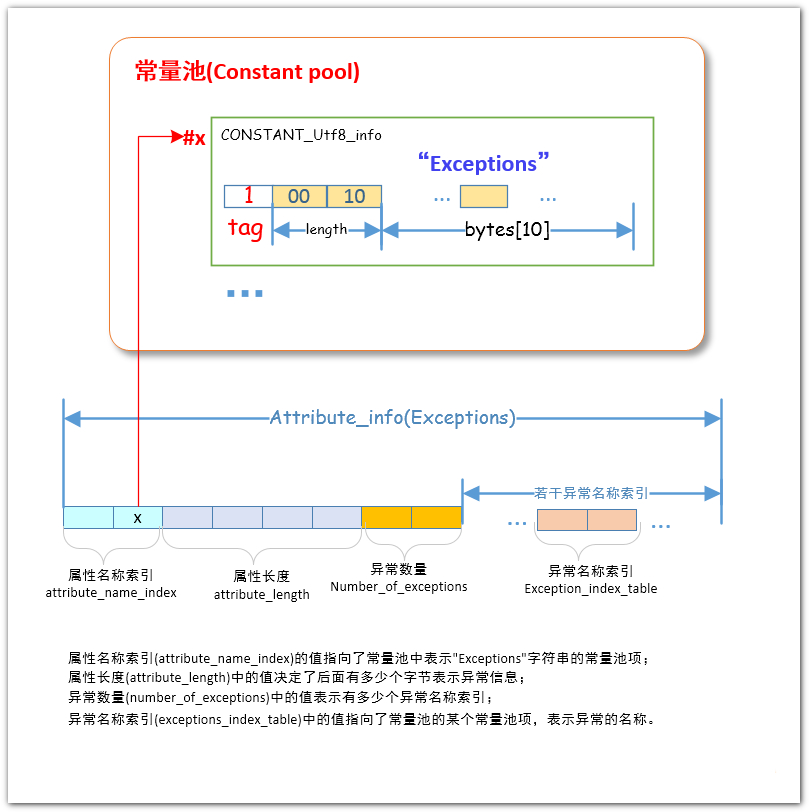 常量池(Constant pool)
#x
CONSTANT_Utf8_info
“Exceptions”
1
00
10
...
...
tag
length
bytes[10]
...
Attribute_info(Exceptions)
若干异常名称索引
x
...
...
属性名称索引
attribute_name_index
属性长度
attribute_length
异常数量
Number_of_exceptions
异常名称索引
Exception_index_table
属性名称索引(attribute_name_index)的值指向了常量池中表示"Exceptions"字符串的常量池项；
属性长度(attribute_length)中的值决定了后面有多少个字节表示异常信息；
异常数量(number_of_exceptions)中的值表示有多少个异常名称索引；
异常名称索引(exceptions_index_table)中的值指向了常量池的某个常量池项，表示异常的名称。